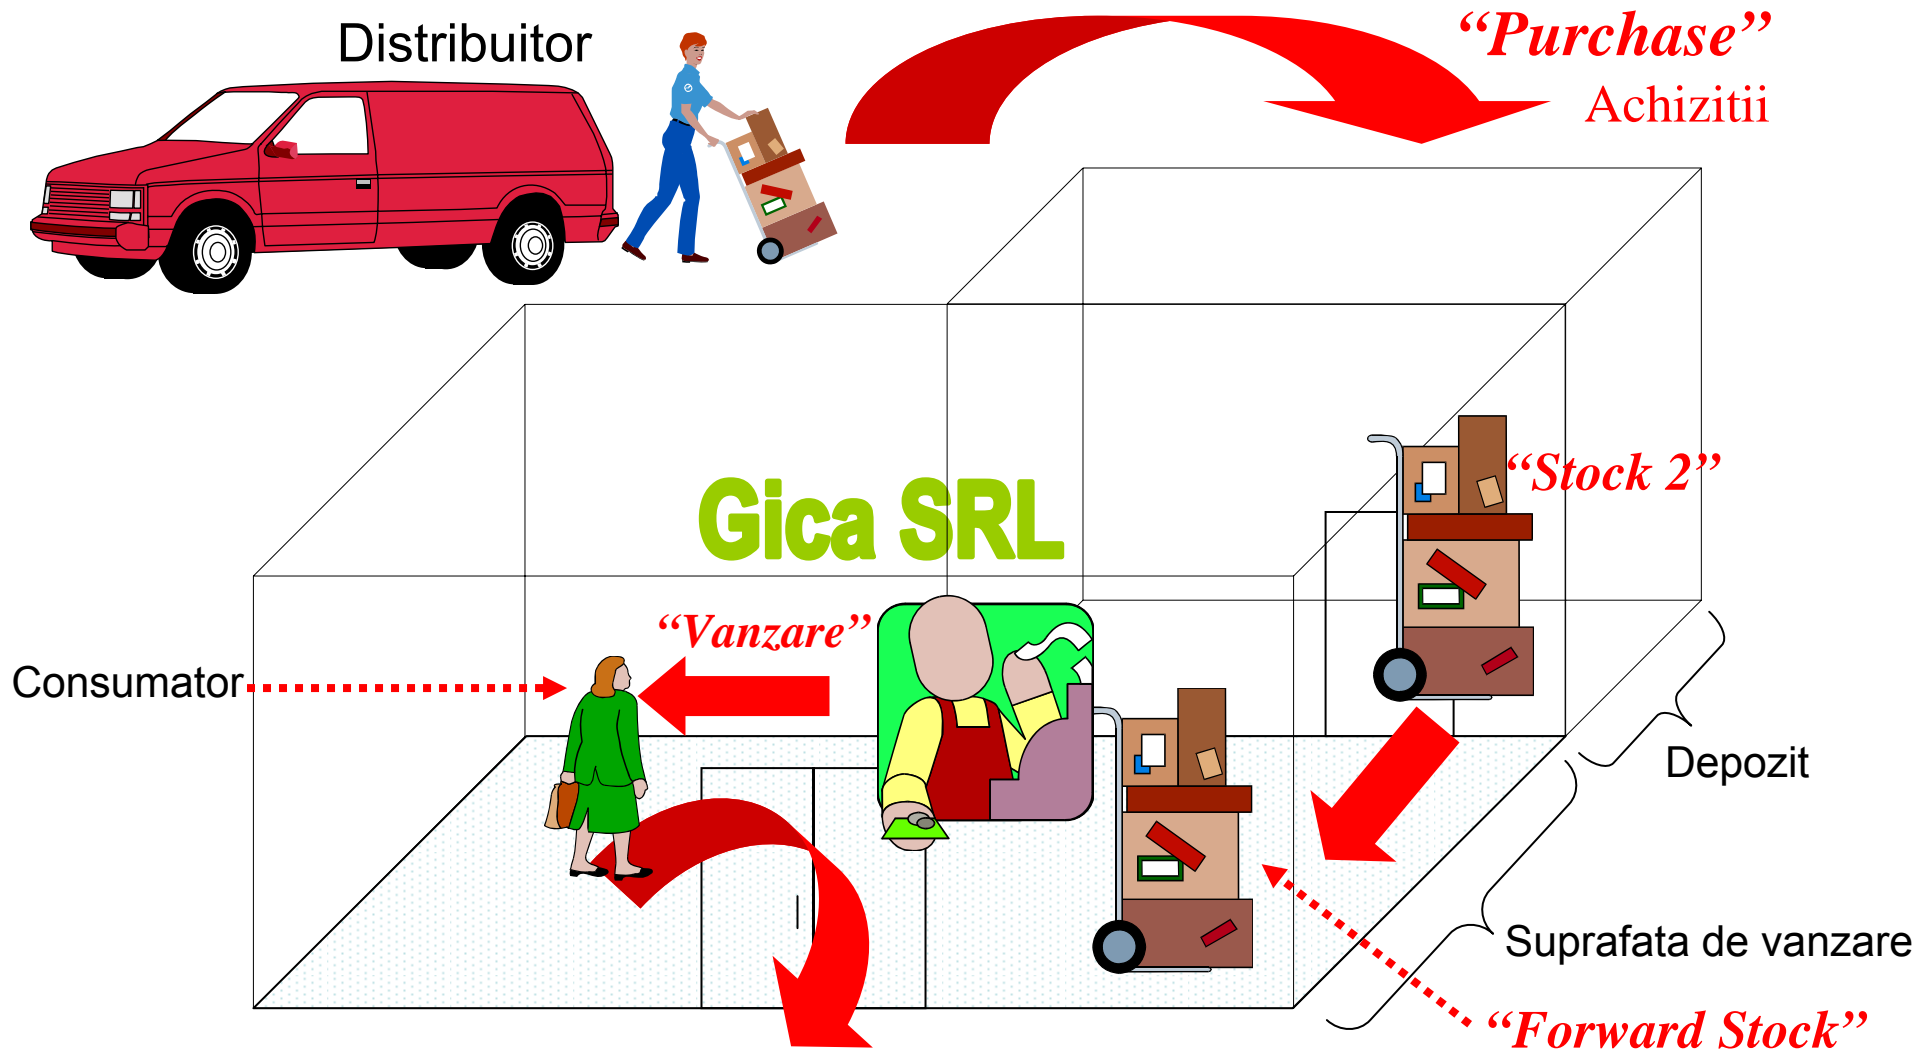 Distribuitor
“Purchase”
Achizitii
“Stock 2”
Gica SRL
“Vanzare”
Consumator
Depozit
Suprafata de vanzare
“Forward Stock”